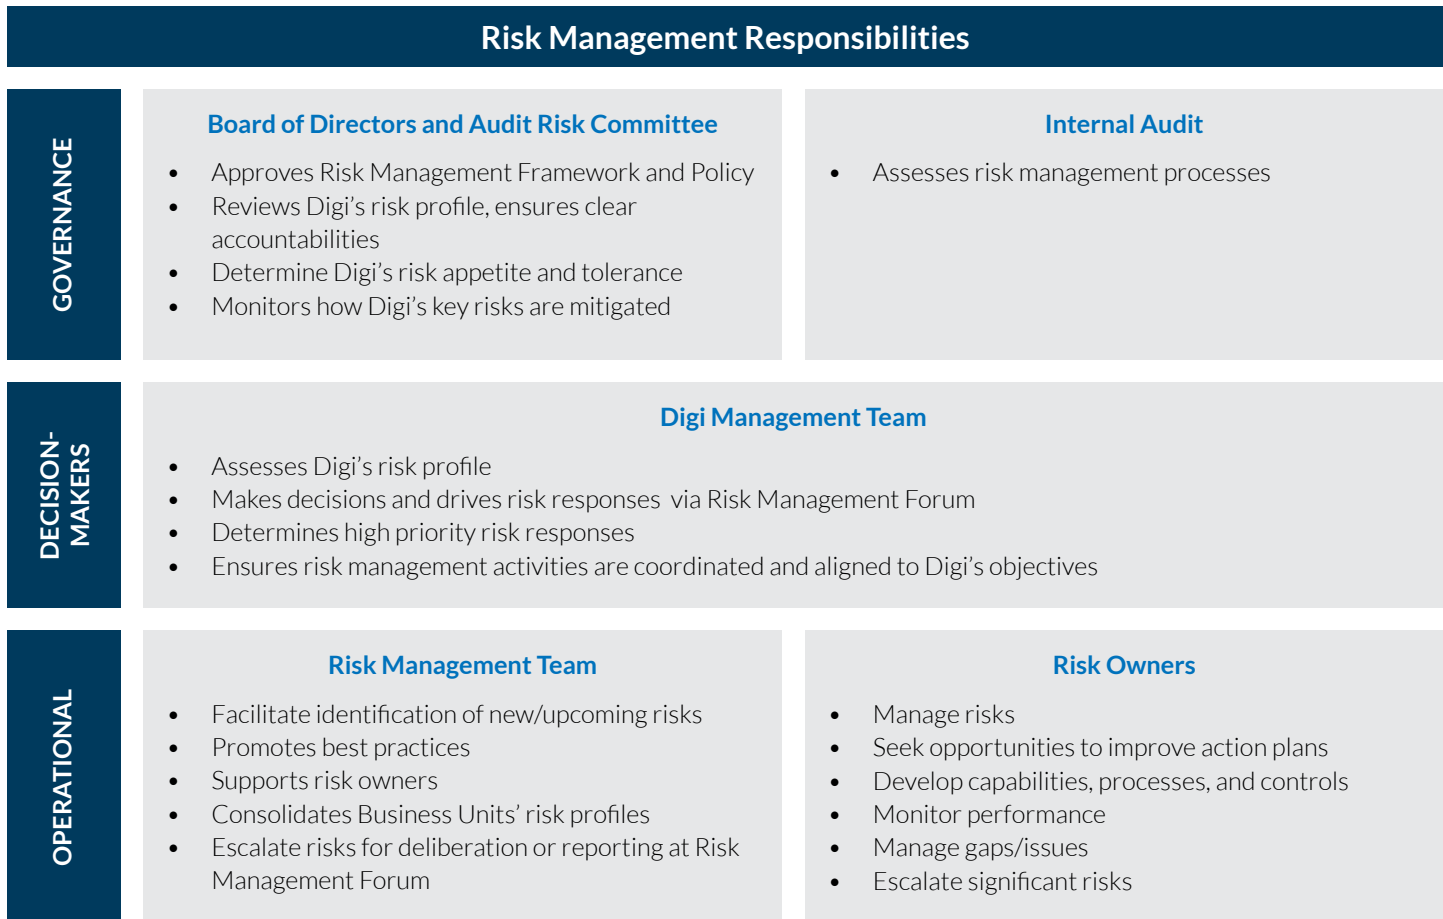 Risk Management Responsibilities
GOVERNANCE
Board of Directors and Audit Risk Committee
• Approves Risk Management Framework and Policy
• Reviews Digi’s risk profile, ensures clear
accountabilities
• Determine Digi’s risk appetite and tolerance
• Monitors how Digi’s key risks are mitigated
Internal Audit
• Assesses risk management processes
DECISION-
MAKERS
Digi Management Team
• Assesses Digi’s risk profile
• Makes decisions and drives risk responses via Risk Management Forum
• Determines high priority risk responses
• Ensures risk management activities are coordinated and aligned to Digi’s objectives
OPERATIONAL
Risk Management Team
• Facilitate identification of new/upcoming risks
• Promotes best practices
• Supports risk owners
• Consolidates Business Units’ risk profiles
• Escalate risks for deliberation or reporting at Risk
Management Forum
Risk Owners
• Manage risks
• Seek opportunities to improve action plans
• Develop capabilities, processes, and controls
• Monitor performance
• Manage gaps/issues
• Escalate significant risks